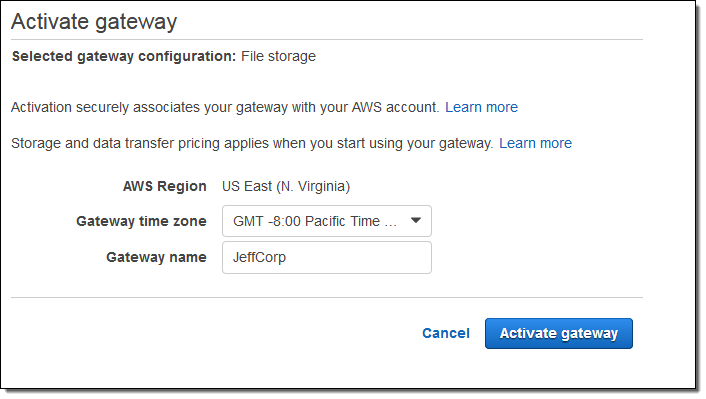 Activate gateway
Selected gateway configuration: File storage
Activation securely associates your gateway with your AWS account. Learn more
Storage and data transfer pricing applies when you start using your gateway. Learn more
AWS Region US East (N. Virginia)
Gateway time zone GMT -8:00 Pacific Time ...
Gateway name JeffCorp
Cancel Activate gateway